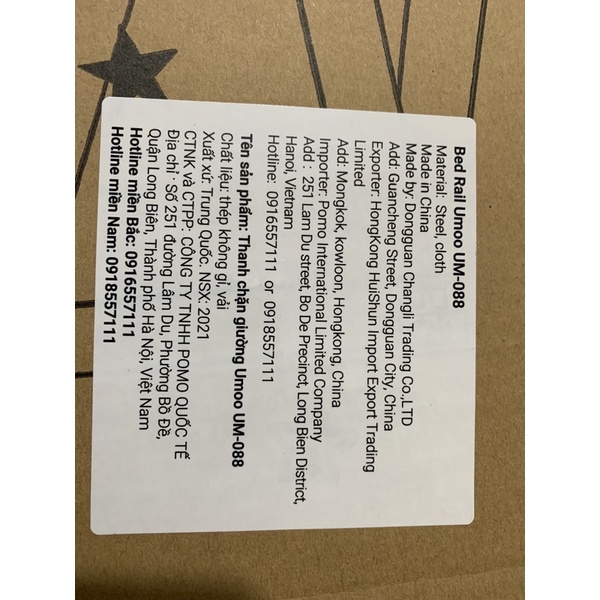 Bed Rail Umoo UM-088
Material: Steel, cloth
Made in China
Made by: Dongguan Changli Trading Co.,LTD
Add: Guancheng Street, Dongguan City, China
Exporter: HongKong HuiShun Import Export Trading
Limited
Add: Mongkok, kowloon, Hongkong, China
Importer: Pomo International Limited Company
Add : 251 Lam Du street, Bo De Precinct, Long Bien District,
Hanoi, Vietnam
Hotline: 0916557111 or 0918557111
Tên sản phẩm: Thanh chặn giường Umoo UM-088
Chất liệu: thép không gỉ, vải
Xuất xứ: Trung Quốc. NSX: 2021
CTNK và CTPP: CÔNG TY TNHH POMO QUỐC TẾ
Địa chỉ : Số 251 đường Lâm Du, Phường Bồ Đề,
Quận Long Biên, Thành phố Hà Nội, Việt Nam
Hotline miền Bắc: 0916557111
Hotline miền Nam: 0918557111